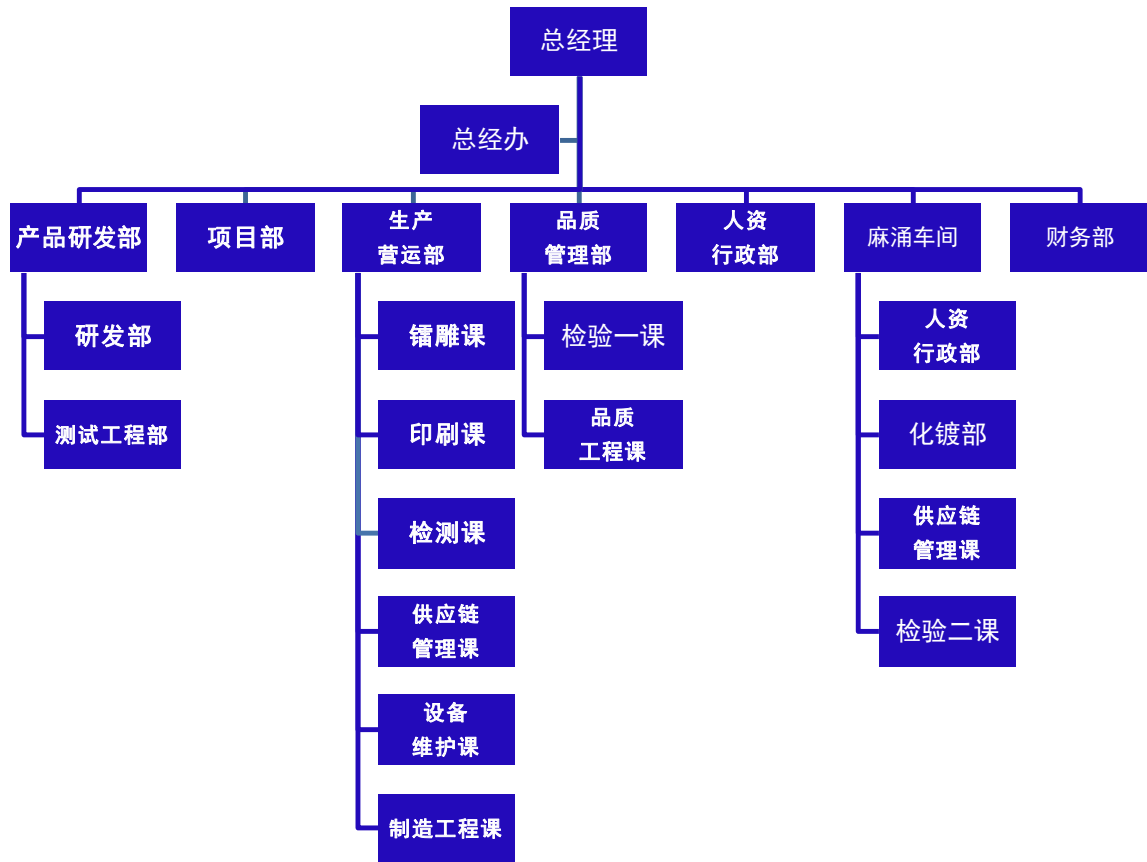 总经理
总经办
产品研发部
项目部
生产
营运部
品质
管理部
人资
行政部
麻涌车间
财务部
研发部
测试工程部
镭雕课
印刷课
检测课
供应链
管理课
设备
维护课
制造工程课
检验一课
品质
工程课
人资
行政部
化镀部
供应链
管理课
检验二课